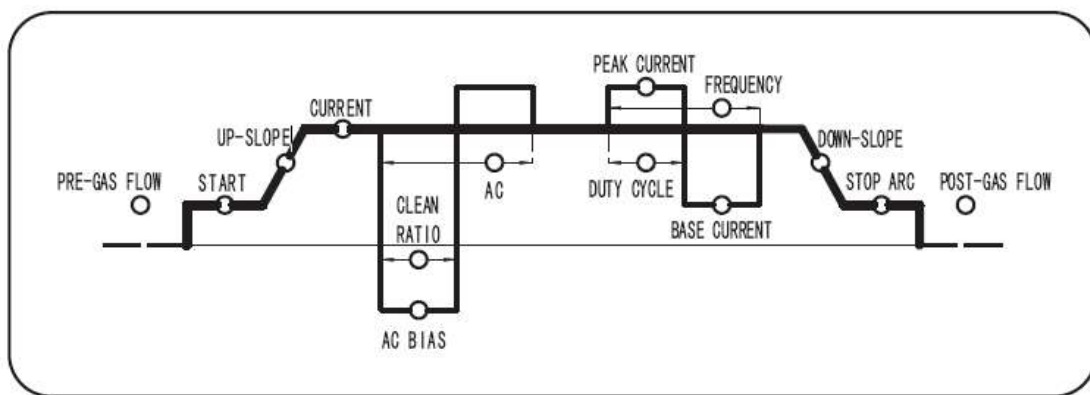 PEAK CURRENT
FREQUENCY
CURRENT
UP-SLOPE
DOWN-SLOPE
PRE-GAS FLOW
START
AC
DUTY CYCLE
STOP ARC
POST-GAS FLOW
CLEAN
RATIO
BASE CURRENT
AC BIAS